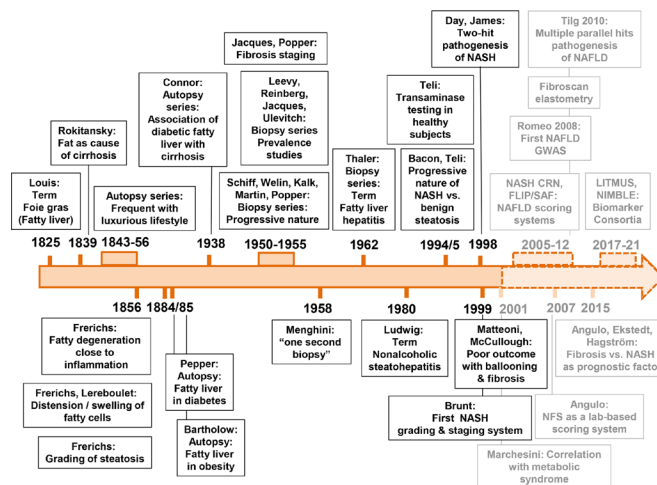 Day, James:
Two-hit
pathogenesis
of NASH
Tilg 2010:
Multiple parallel hits
pathogenesis
of NAFLD
Jacques, Popper:
Fibrosis staging
Connor:
Autopsy
series:
Association of
diabetic fatty
liver with
cirrhosis
Leevy,
Reinberg,
Jacques,
Ulevitch:
Biopsy series
Prevalence
studies
Teli:
Transaminase
testing in
healthy
subjects
Fibroscan
elastometry
Rokitansky:
Fat as cause
of cirrhosis
Romeo 2008:
First NAFLD
GWAS
Thaler:
Biopsy
series:
Term
Fatty liver
hepatitis
Bacon, Teli:
Progressive
nature of
NASH vs.
benign
steatosis
Louis:
Term
Foie gras
(Fatty liver)
Autopsy series:
Frequent with
luxurious lifestyle
Schiff, Welin, Kalk,
Martin, Popper:
Biopsy series:
Progressive nature
NASH CRN,
FLIP/SAF:
NAFLD scoring
systems
LITMUS,
NIMBLE:
Biomarker
Consortia
1825
1839
1843-56
1938
1950-1955
1962
1994/5
1998
2005-12
2017-21
1856
1884/85
1958
1980
1999
2001
2007
2015
Frerichs:
Fatty degeneration
close to
inflammation
Menghini:
“one second
biopsy”
Ludwig:
Term
Nonalcoholic
steatohepatitis
Matteoni,
McCullough:
Poor outcome
with ballooning
& fibrosis
Angulo, Ekstedt,
Hagström:
Fibrosis vs. NASH
as prognostic facto
Pepper:
Autopsy:
Fatty liver
in diabetes
Frerichs, Lereboulet:
Distension / swelling of
fatty cells
Brunt:
First NASH
grading & staging system
Angulo:
NFS as a lab-based
scoring system
Bartholow:
Autopsy:
Fatty liver
in obesity
Frerichs:
Grading of steatosis
Marchesini: Correlation
with metabolic
syndrome